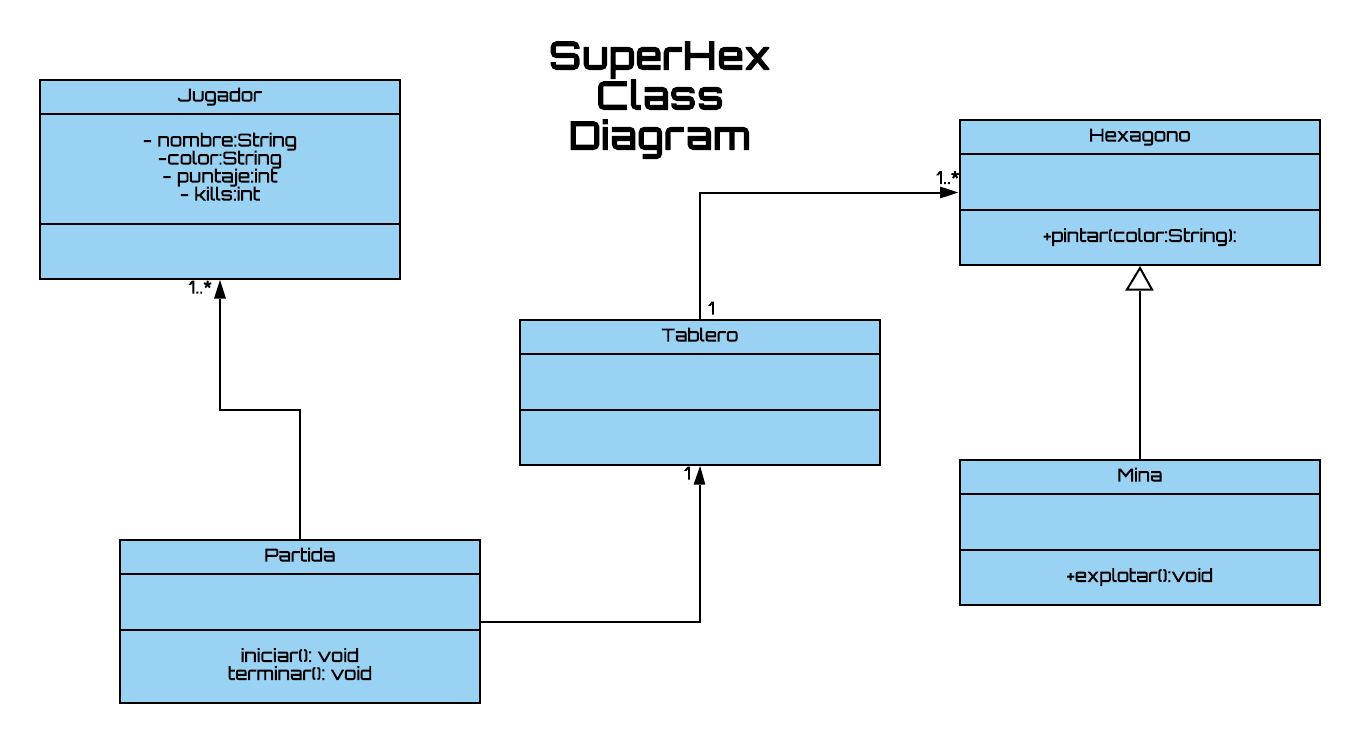 SuperHex
Class
Diagram
Jugador
- nombre:String
-color:String
- puntaje:int
- kills:int
1..*
Hexagono
+pintar(color:String):
1..*
1
Tablero
1
Partida
iniciar(): void
terminar(): void
Mina
+explotar():void